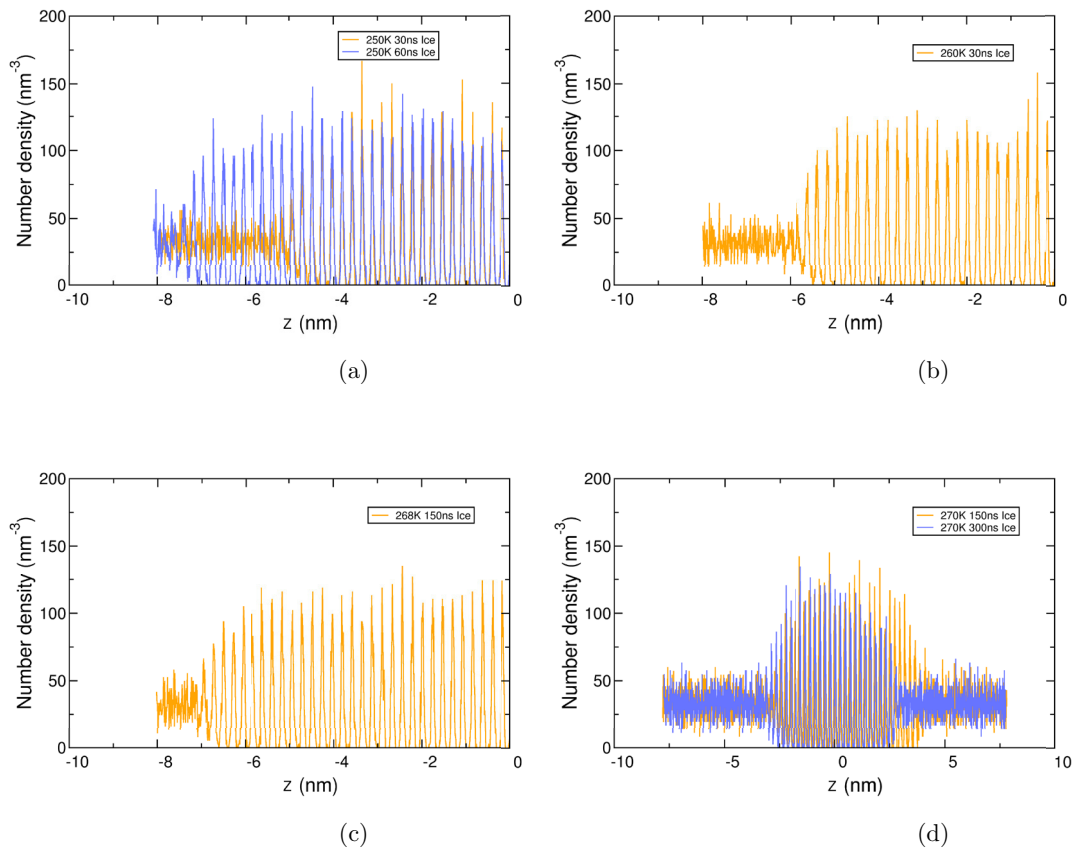 200
150
100
50
0
Number density (nm-3)
250K 30ns Ice
250K 60ns Ice
-10 -8 -6 -4 -2 0
z (nm)
(a)
200
150
100
50
0
Number density (nm-3)
260K 30ns Ice
-10 -8 -6 -4 -2 0
z (nm)
(b)
200
150
100
50
0
Number density (nm-3)
268K 150ns Ice
-10 -8 -6 -4 -2 0
z (nm)
(c)
200
150
100
50
0
Number density (nm-3)
270K 150ns Ice
270K 300ns Ice
-10 -5 0 5 10
z (nm)
(d)